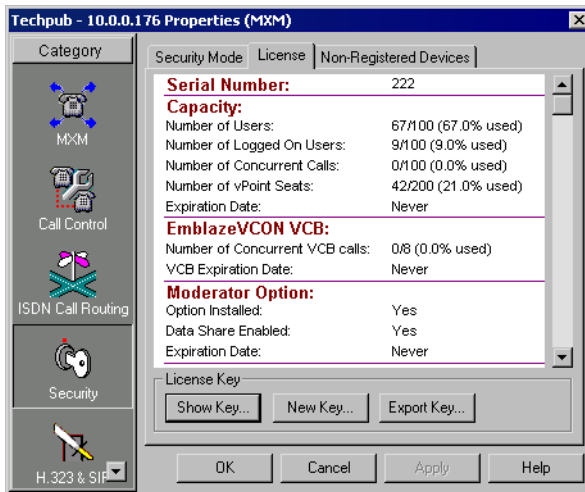 Techpub - 10.0.0.176 Properties (MXM)
Category
MXM
Call Control
ISDN Call Routing
Security
H.323 & SIP
Security Mode License Non-Registered Devices
Serial Number: 222
Capacity:
Number of Users: 67/100 (67.0% used)
Number of Logged On Users: 9/100 (9.0% used)
Number of Concurrent Calls: 0/100 (0.0% used)
Number of vPoint Seats: 42/200 (21.0% used)
Expiration Date: Never
EmblazeVCON VCB:
Number of Concurrent VCB calls: 0/8 (0.0% used)
VCB Expiration Date: Never
Moderator Option:
Option Installed: Yes
Data Share Enabled: Yes
Expiration Date: Never
License Key
Show Key... New Key... Export Key...
OK Cancel Apply Help